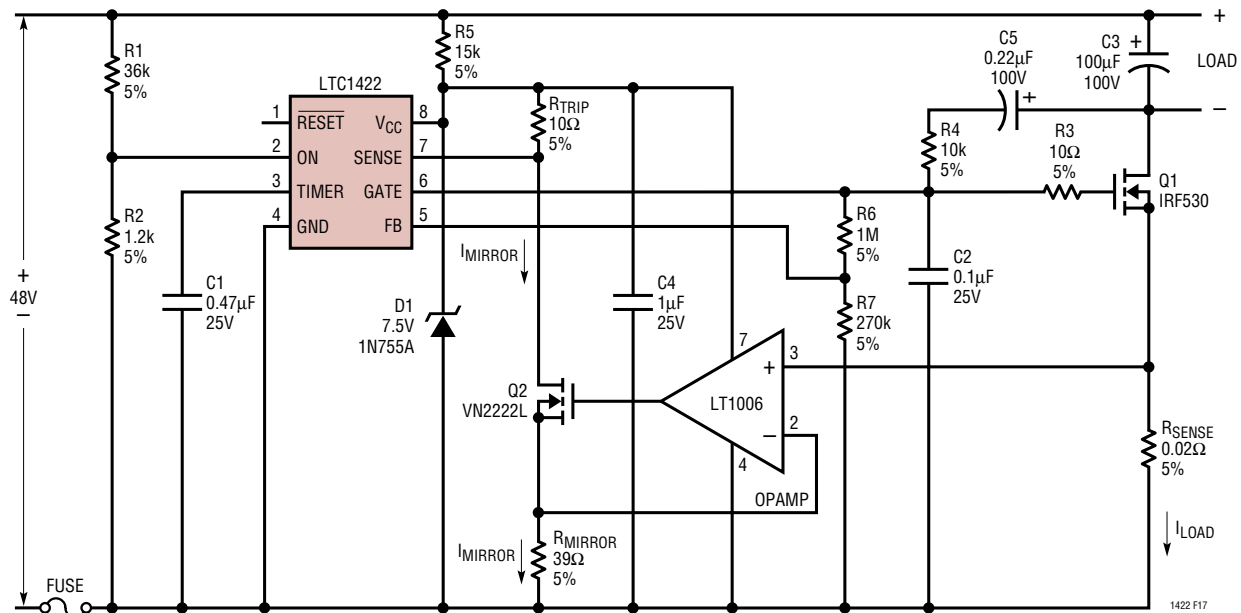 +
48V
−
FUSE
R1
36k
5%
R2
1.2k
5%
LTC1422
1
RESET
2
ON
3
TIMER
4
GND
VCC
8
SENSE
7
GATE
6
FB
5
C1
0.47µF
25V
R5
15k
5%
D1
7.5V
1N755A
RTRIP
10Ω
5%
IMIRROR
Q2
VN2222L
IMIRROR
RMIRROR
39Ω
5%
C4
1µF
25V
7
+
3
LT1006
−
2
4
OPAMP
R6
1M
5%
R7
270k
5%
R4
10k
5%
C5
0.22µF
100V
+
C2
0.1µF
25V
R3
10Ω
5%
C3
100µF
100V
+
+
LOAD
−
Q1
IRF530
RSENSE
0.02Ω
5%
ILOAD
1422 F17